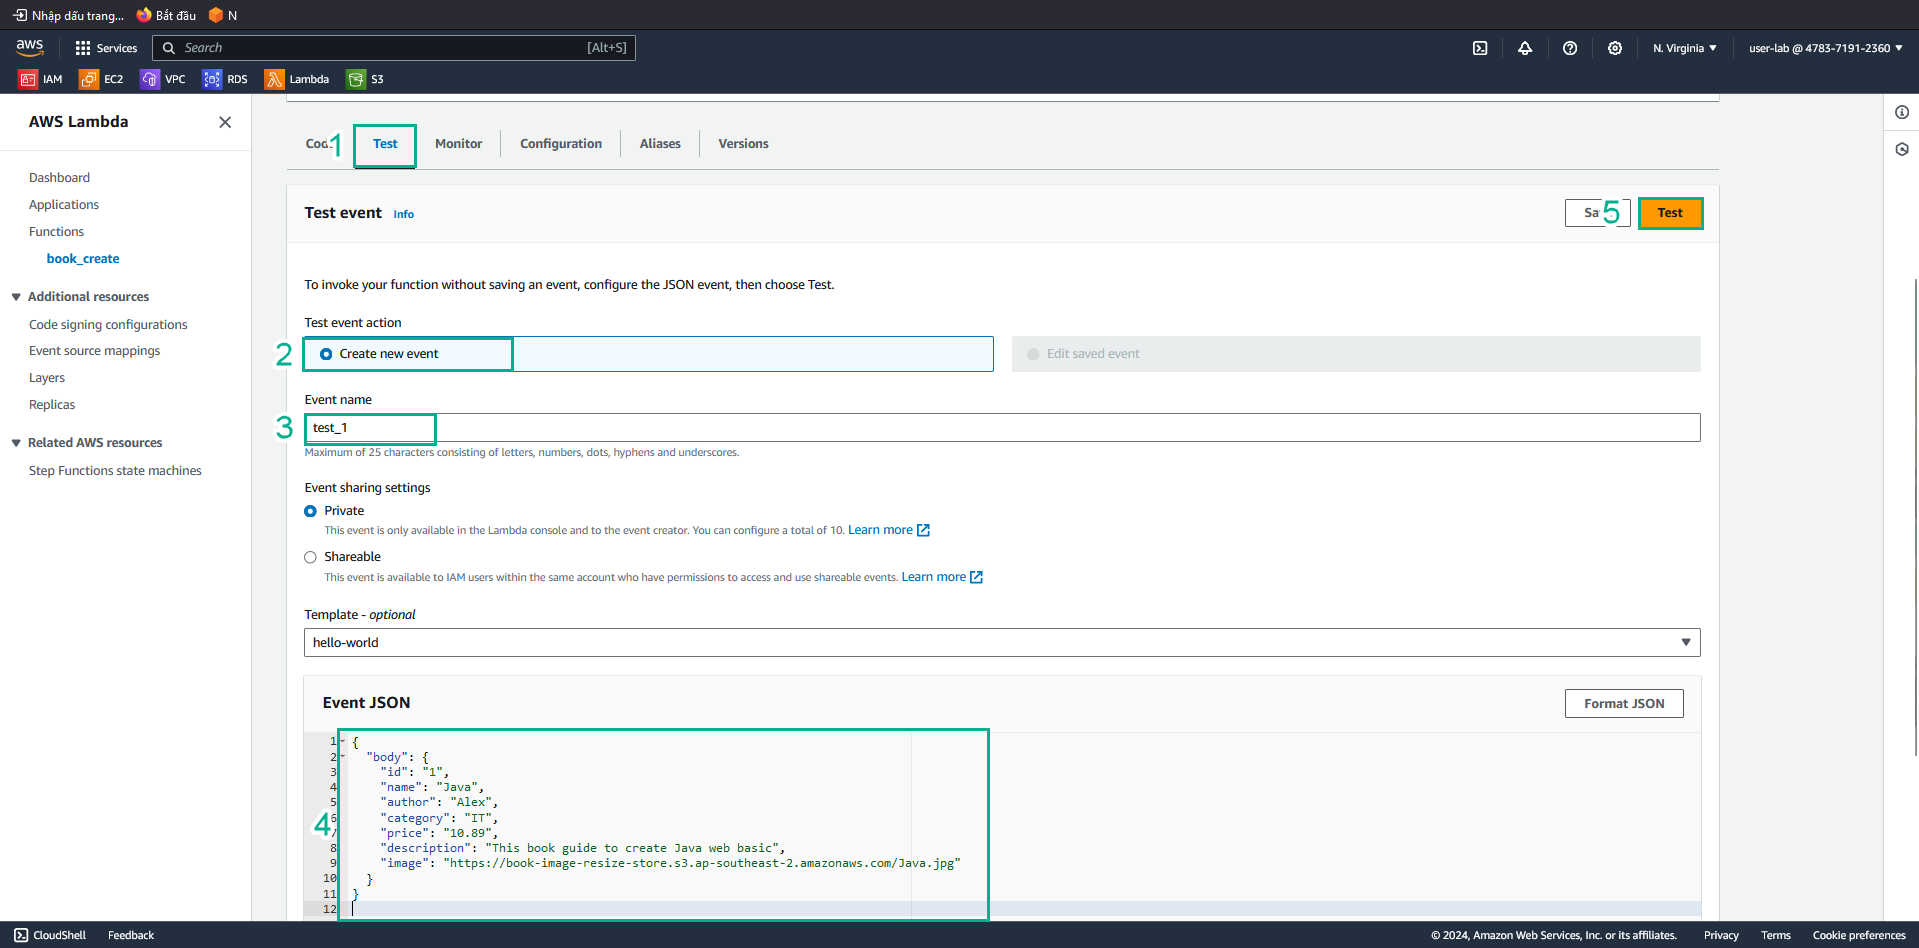 Nhập dấu trang... Bắt đầu N
aws Services Search [Alt+S] N. Virginia user-lab @ 4783-7191-2360
IAM EC2 VPC RDS Lambda S3
AWS Lambda
Dashboard
Applications
Functions
book_create
Additional resources
Code signing configurations
Event source mappings
Layers
Replicas
Related AWS resources
Step Functions state machines
Code 1 Test Monitor Configuration Aliases Versions
Test event Info Save 5 Test
To invoke your function without saving an event, configure the JSON event, then choose Test.
Test event action
2 Create new event Edit saved event
Event name
3 test_1
Maximum of 25 characters consisting of letters, numbers, dots, hyphens and underscores.
Event sharing settings
Private
This event is only available in the Lambda console and to the event creator. You can configure a total of 10. Learn more
Shareable
This event is available to IAM users within the same account who have permissions to access and use shareable events. Learn more
Template - optional
hello-world
Event JSON Format JSON
4
1 {
2 "body": {
3 "id": "1",
4 "name": "Java",
5 "author": "Alex",
6 "category": "IT",
7 "price": "10.89",
8 "description": "This book guide to create Java web basic",
9 "image": "https://book-image-resize-store.s3.ap-southeast-2.amazonaws.com/Java.jpg"
10 }
11 }
12
CloudShell Feedback © 2024, Amazon Web Services, Inc. or its affiliates. Privacy Terms Cookie preferences